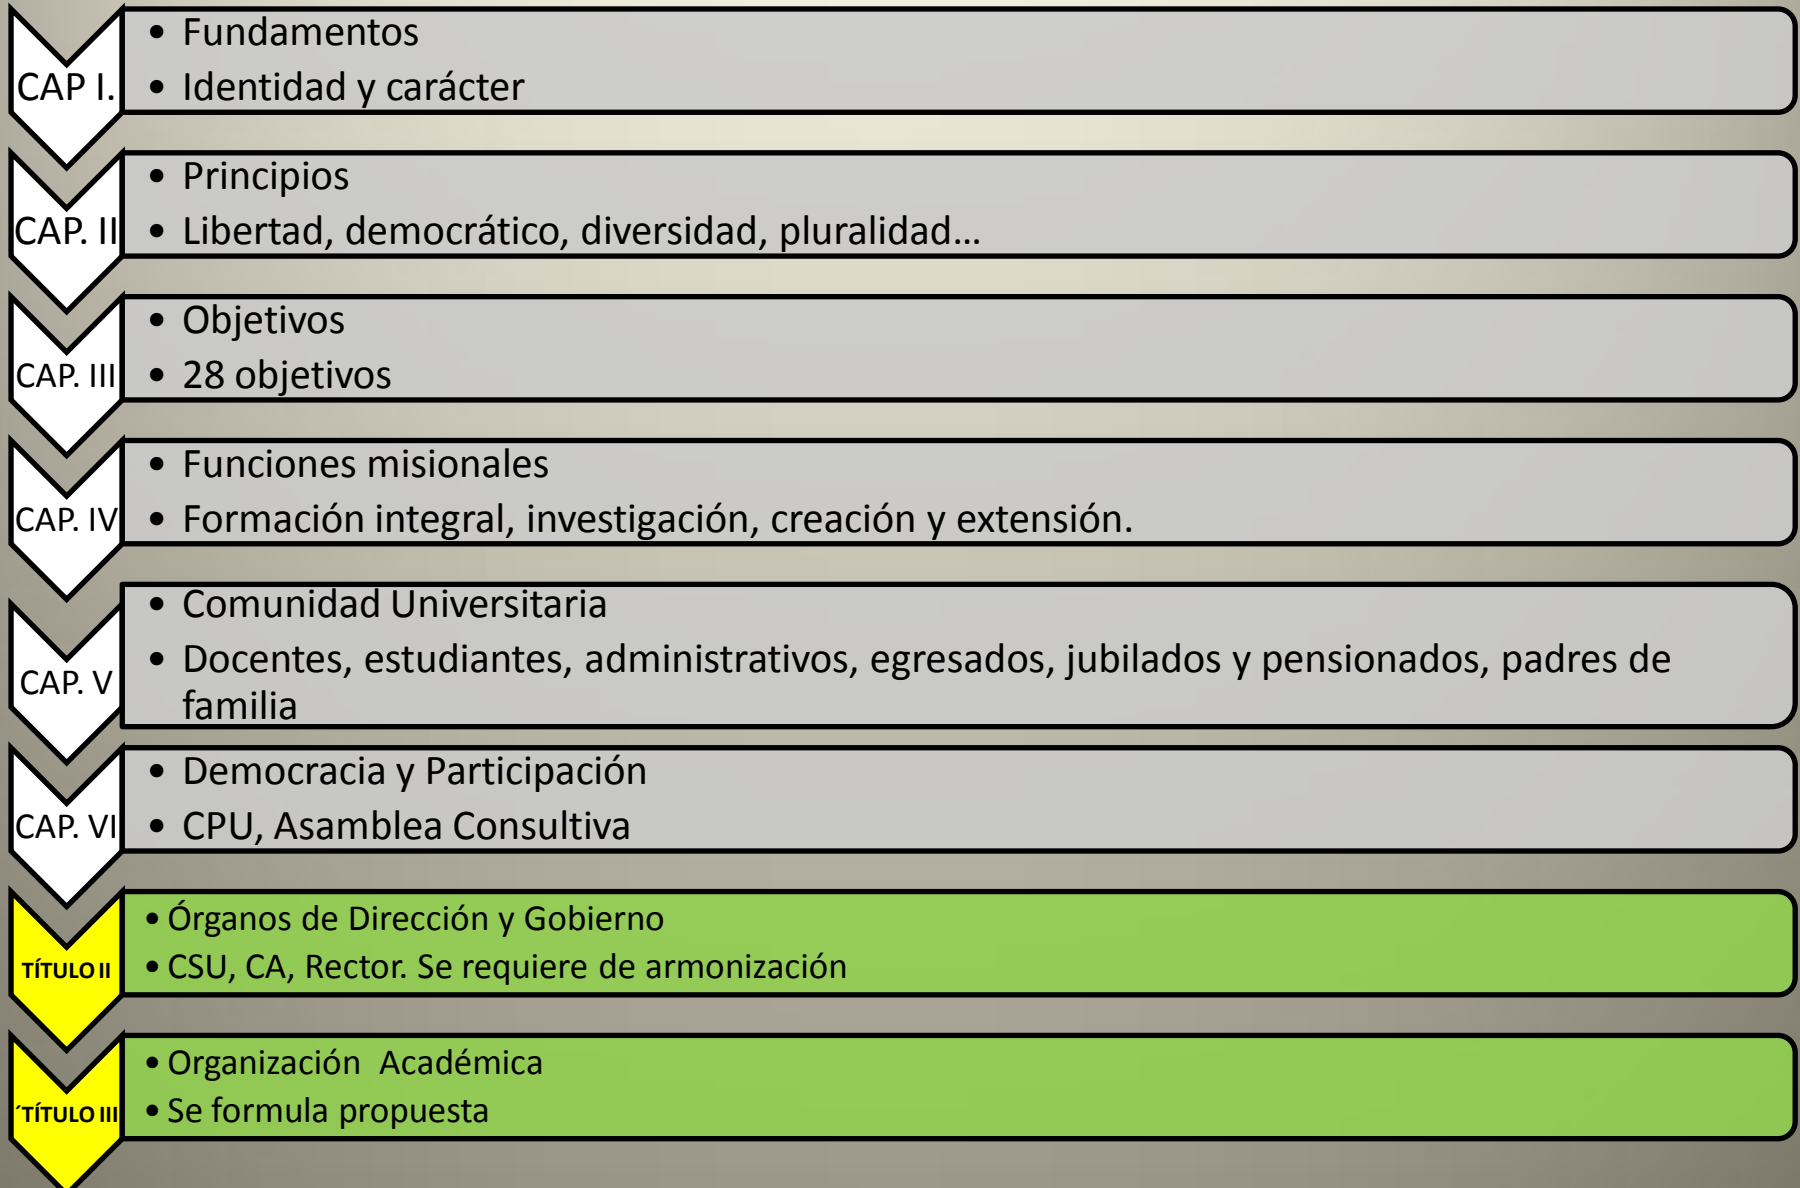 CAP I.
• Fundamentos
• Identidad y carácter
CAP. II
• Principios
• Libertad, democrático, diversidad, pluralidad...
CAP. III
• Objetivos
• 28 objetivos
CAP. IV
• Funciones misionales
• Formación integral, investigación, creación y extensión.
CAP. V
• Comunidad Universitaria
• Docentes, estudiantes, administrativos, egresados, jubilados y pensionados, padres de
familia
CAP. VI
• Democracia y Participación
• CPU, Asamblea Consultiva
TÍTULO II
• Órganos de Dirección y Gobierno
• CSU, CA, Rector. Se requiere de armonización
´TÍTULO III
• Organización  Académica
• Se formula propuesta